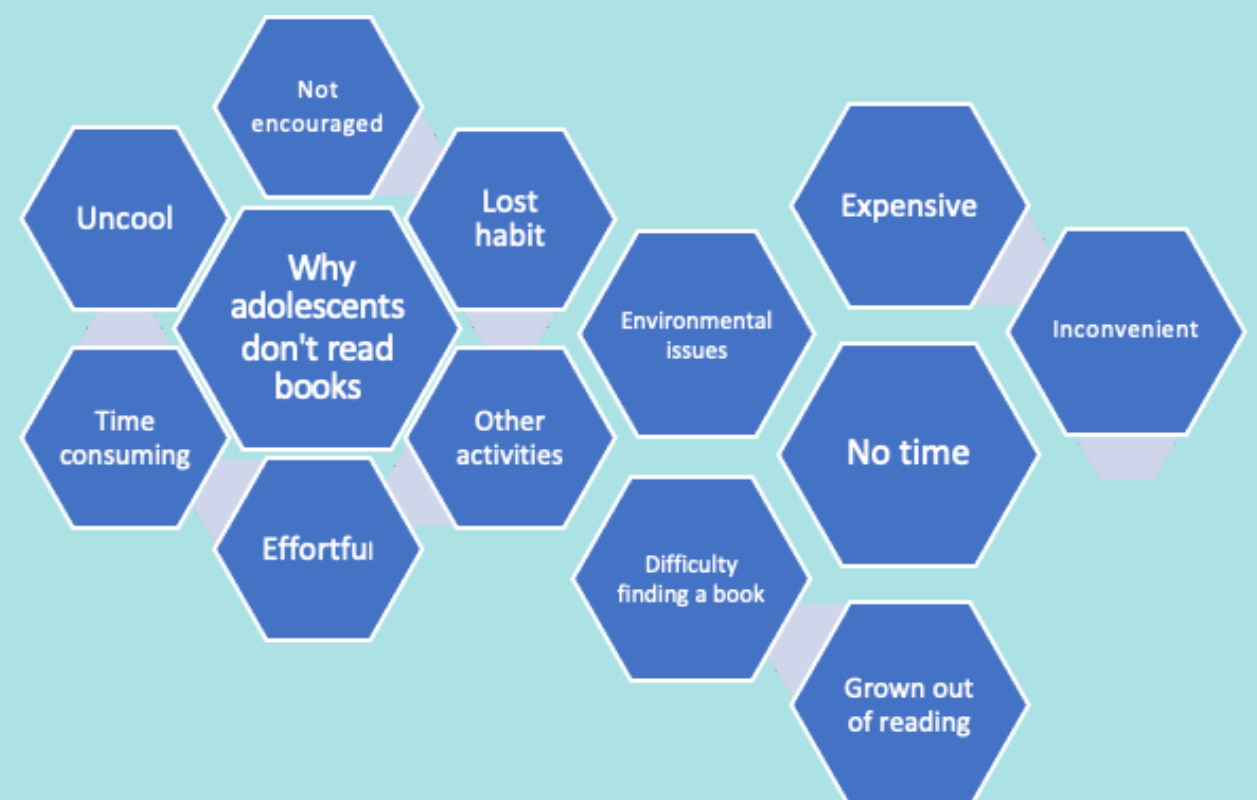 Not
encouraged
Uncool
Lost
habit
Why
adolescents
don't read
books
Time
consuming
Other
activities
Effortful
Environmental
issues
Expensive
Inconvenient
No time
Difficulty
finding a book
Grown out
of reading